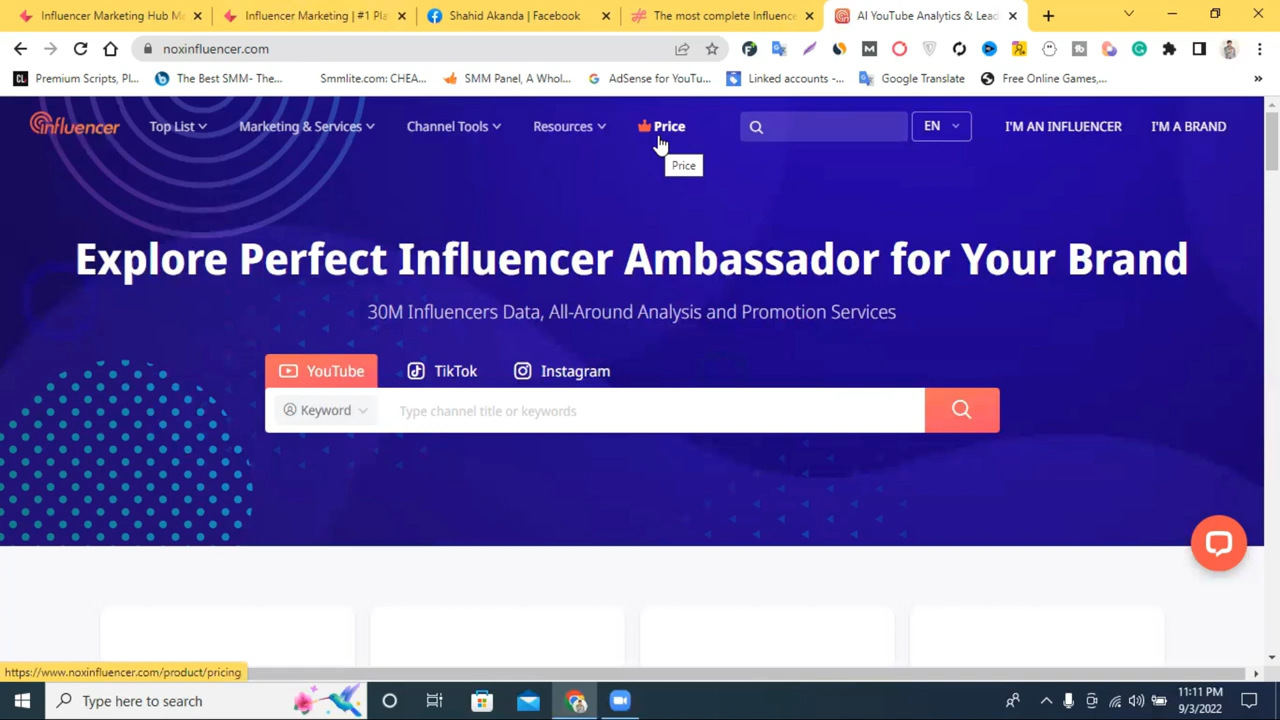 Influencer Marketing Hub M
Influencer Marketing | #1 Pla
Shahid Akanda | Facebook
The most complete Influence
AI YouTube Analytics & Lead
noxinfluencer.com
Premium Scripts, Pl...
The Best SMM- The...
Smmlite.com: CHEA...
SMM Panel, A Whol...
AdSense for YouTu...
Linked accounts -...
Google Translate
Free Online Games,...
influencer
Top List
Marketing & Services
Channel Tools
Resources
Price
EN
I'M AN INFLUENCER
I'M A BRAND
Price
Explore Perfect Influencer Ambassador for Your Brand
30M Influencers Data, All-Around Analysis and Promotion Services
YouTube
TikTok
Instagram
Keyword
Type channel title or keywords
https://www.noxinfluencer.com/product/pricing
Type here to search
11:11 PM
9/3/2022